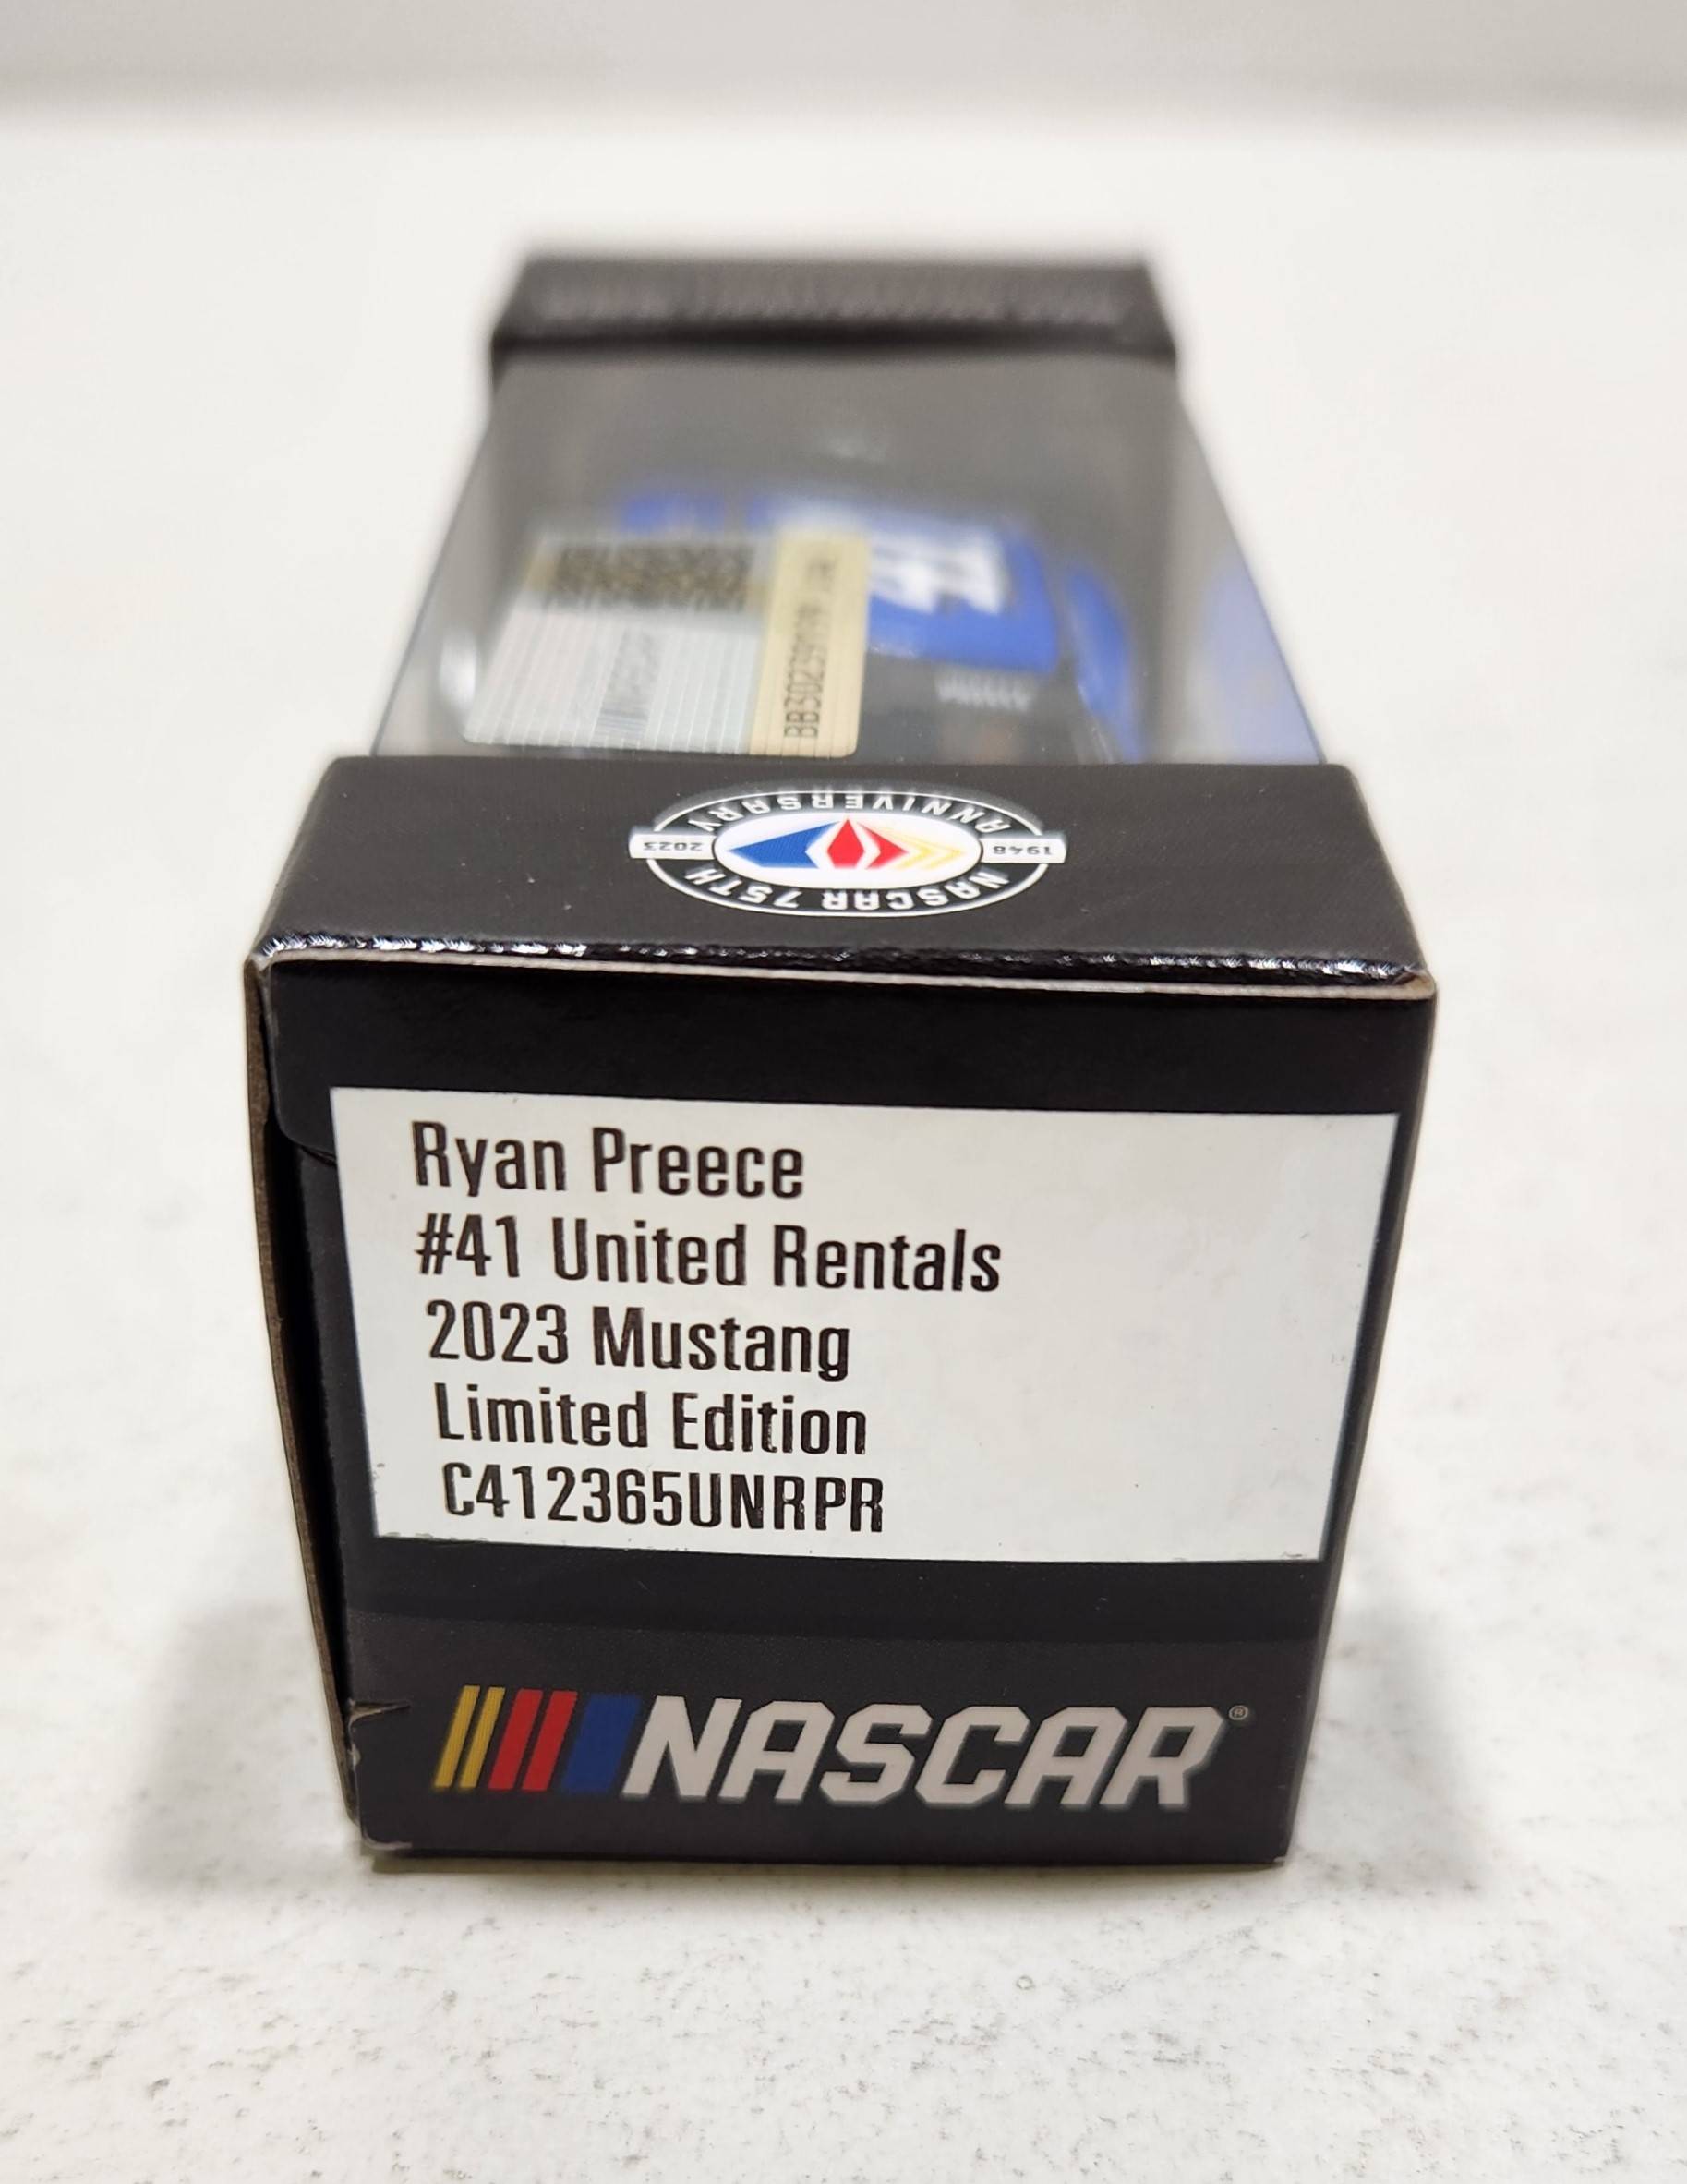 NASCAR 75TH
ANNIVERSARY
1948
2023
Ryan Preece
#41 United Rentals
2023 Mustang
Limited Edition
C412365UNRPR
NASCAR®